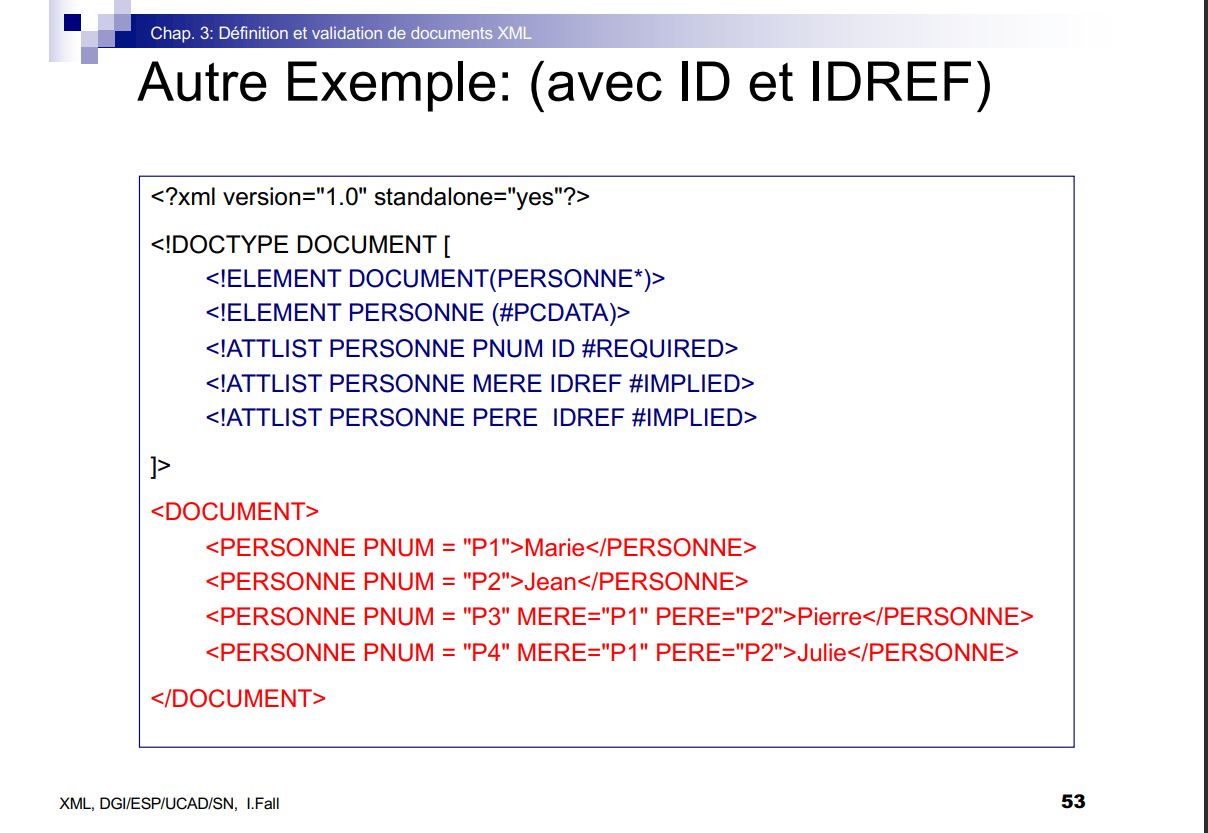 Chap. 3: Définition et validation de documents XML
Autre Exemple: (avec ID et IDREF)
<?xml version="1.0" standalone="yes"?>
<!DOCTYPE DOCUMENT [
<!ELEMENT DOCUMENT(PERSONNE*)>
<!ELEMENT PERSONNE (#PCDATA)>
<!ATTLIST PERSONNE PNUM ID #REQUIRED>
<!ATTLIST PERSONNE MERE IDREF #IMPLIED>
<!ATTLIST PERSONNE PERE  IDREF #IMPLIED>
]>
<DOCUMENT>
<PERSONNE PNUM = "P1">Marie</PERSONNE>
<PERSONNE PNUM = "P2">Jean</PERSONNE>
<PERSONNE PNUM = "P3" MERE="P1" PERE="P2">Pierre</PERSONNE>
<PERSONNE PNUM = "P4" MERE="P1" PERE="P2">Julie</PERSONNE>
</DOCUMENT>
XML, DGI/ESP/UCAD/SN,  I.Fall
53